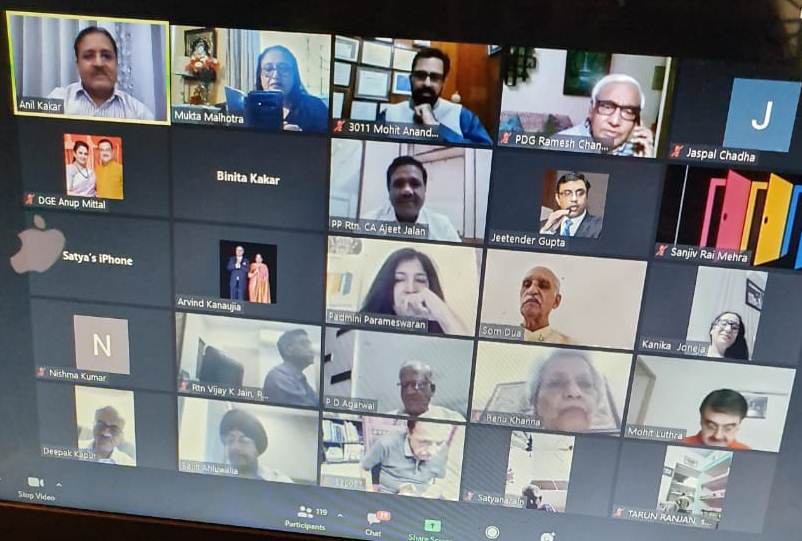 Anil Kakar
Mukta Malhotra
3011 Mohit Anand...
PDG Ramesh Chan...
J
Jaspal Chadha
DGE Anup Mittal
Binita Kakar
PP Rtn. CA Ajeet Jalan
Jeetender Gupta
Sanjiv Rai Mehra
Satya's iPhone
Arvind Kanaujia
Padmini Parameswaran
Som Dua
Kanika Joneja
N
Nishma Kumar
Rtn Vijay K Jain, R...
P D Agarwal
Renu Khanna
Mohit Luthra
Deepak Kapur
Ahluwalia
Satyanarain
TARUN RANJAN, s...
Stop Video
119
Participants
Chat
Share